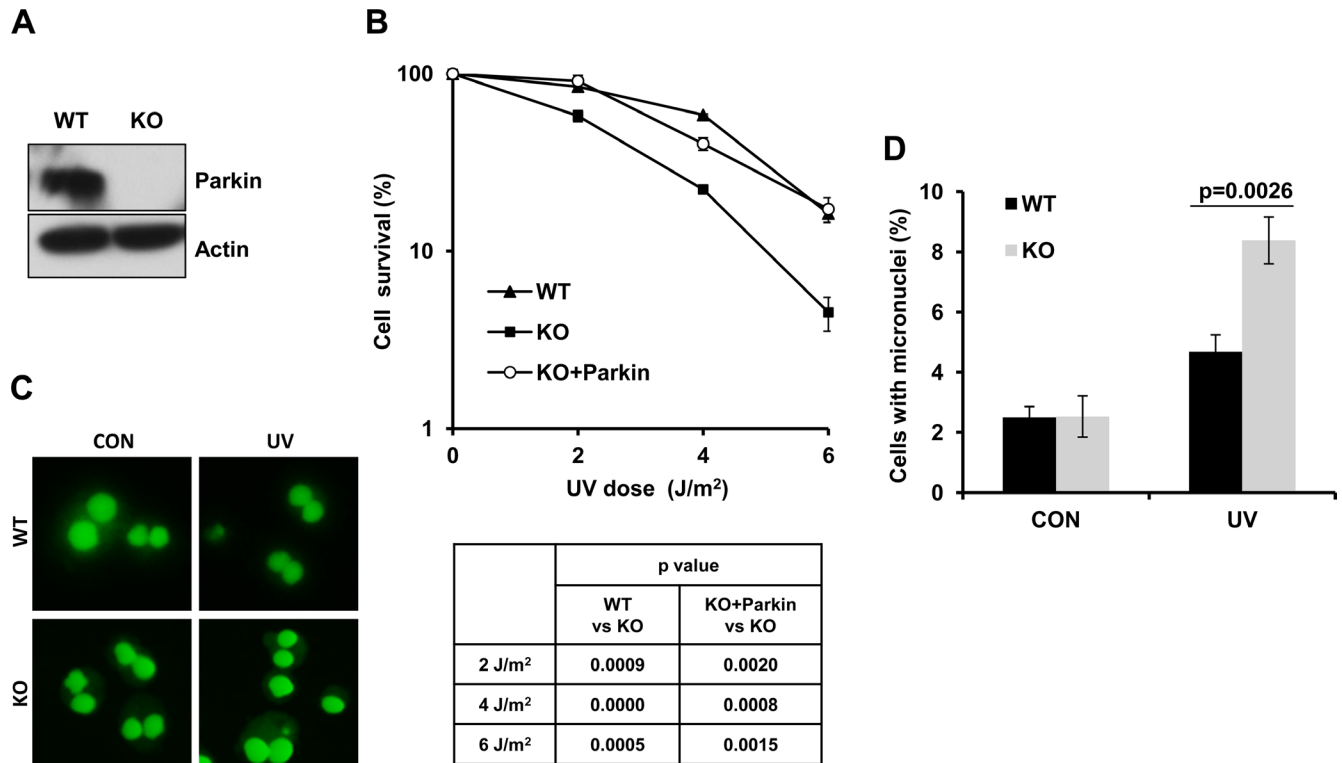 A
WT KO
Parkin
Actin
B
Cell survival (%)
100
10
1
WT
KO
KO+Parkin
0 2 4 6
UV dose (J/m²)
p value
WT vs KO
KO+Parkin vs KO
2 J/m² 0.0009 0.0020
4 J/m² 0.0000 0.0008
6 J/m² 0.0005 0.0015
C
CON UV
WT
KO
D
Cells with micronuclei (%)
10
8
6
4
2
0
WT
KO
p=0.0026
CON UV